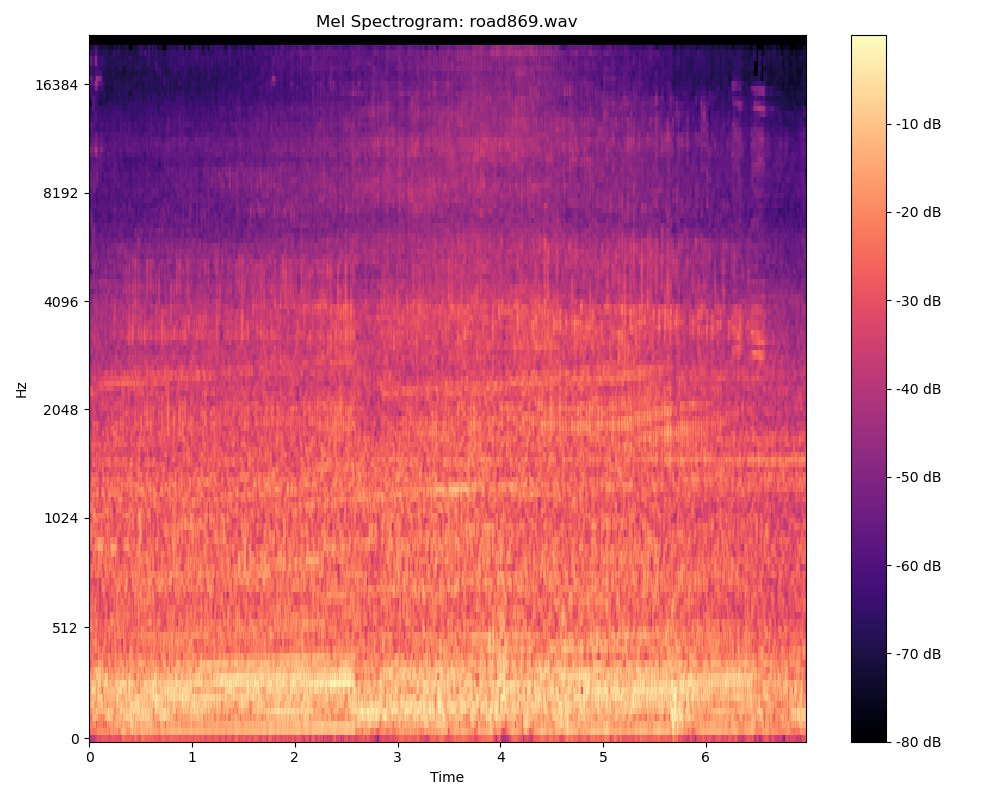 Mel Spectrogram: road869.wav
16384
8192
4096
2048
1024
512
0
Hz
0 1 2 3 4 5 6
Time
-10 dB
-20 dB
-30 dB
-40 dB
-50 dB
-60 dB
-70 dB
-80 dB